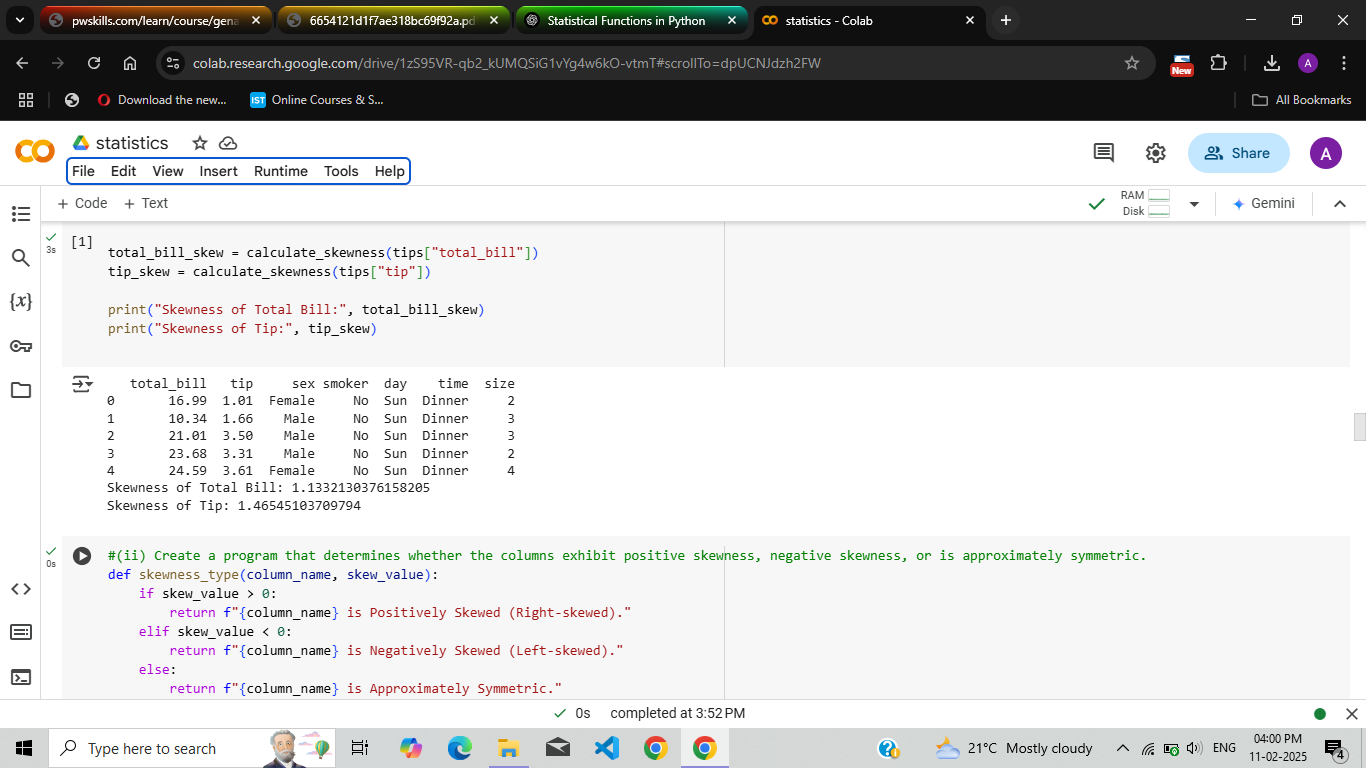 pwskills.com/learn/course/gena
6654121d1f7ae318bc69f92a.pd
Statistical Functions in Python
statistics - Colab
colab.research.google.com/drive/1zS95VR-qb2_kUMQSiG1vYg4w6kO-vtmT#scrollTo=dpUCNJdzh2FW
New
A
Download the new...
IST
Online Courses & S...
All Bookmarks
statistics
File Edit View Insert Runtime Tools Help
Share
A
+ Code + Text
RAM
Disk
Gemini
3s
[1]
total_bill_skew = calculate_skewness(tips["total_bill"])
tip_skew = calculate_skewness(tips["tip"])
print("Skewness of Total Bill:", total_bill_skew)
print("Skewness of Tip:", tip_skew)
total_bill tip sex smoker day time size
0 16.99 1.01 Female No Sun Dinner 2
1 10.34 1.66 Male No Sun Dinner 3
2 21.01 3.50 Male No Sun Dinner 3
3 23.68 3.31 Male No Sun Dinner 2
4 24.59 3.61 Female No Sun Dinner 4
Skewness of Total Bill: 1.1332130376158205
Skewness of Tip: 1.46545103709794
0s
#(ii) Create a program that determines whether the columns exhibit positive skewness, negative skewness, or is approximately symmetric.
def skewness_type(column_name, skew_value):
if skew_value > 0:
return f"{column_name} is Positively Skewed (Right-skewed)."
elif skew_value < 0:
return f"{column_name} is Negatively Skewed (Left-skewed)."
else:
return f"{column_name} is Approximately Symmetric."
{x}
0s completed at 3:52 PM
Type here to search
21°C Mostly cloudy
ENG
04:00 PM
11-02-2025
4